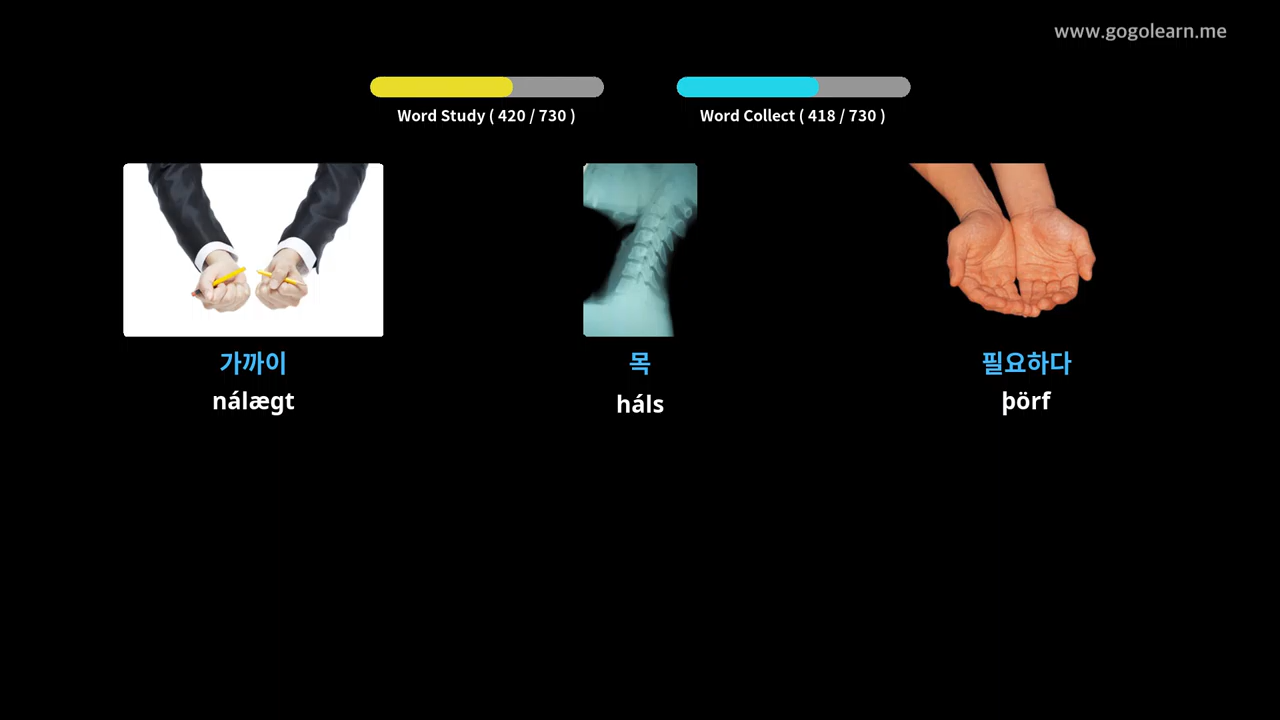 www.gogolearn.me
Word Study ( 420 / 730 )
Word Collect ( 418 / 730 )
가까이
nálægt
목
háls
필요하다
þörf